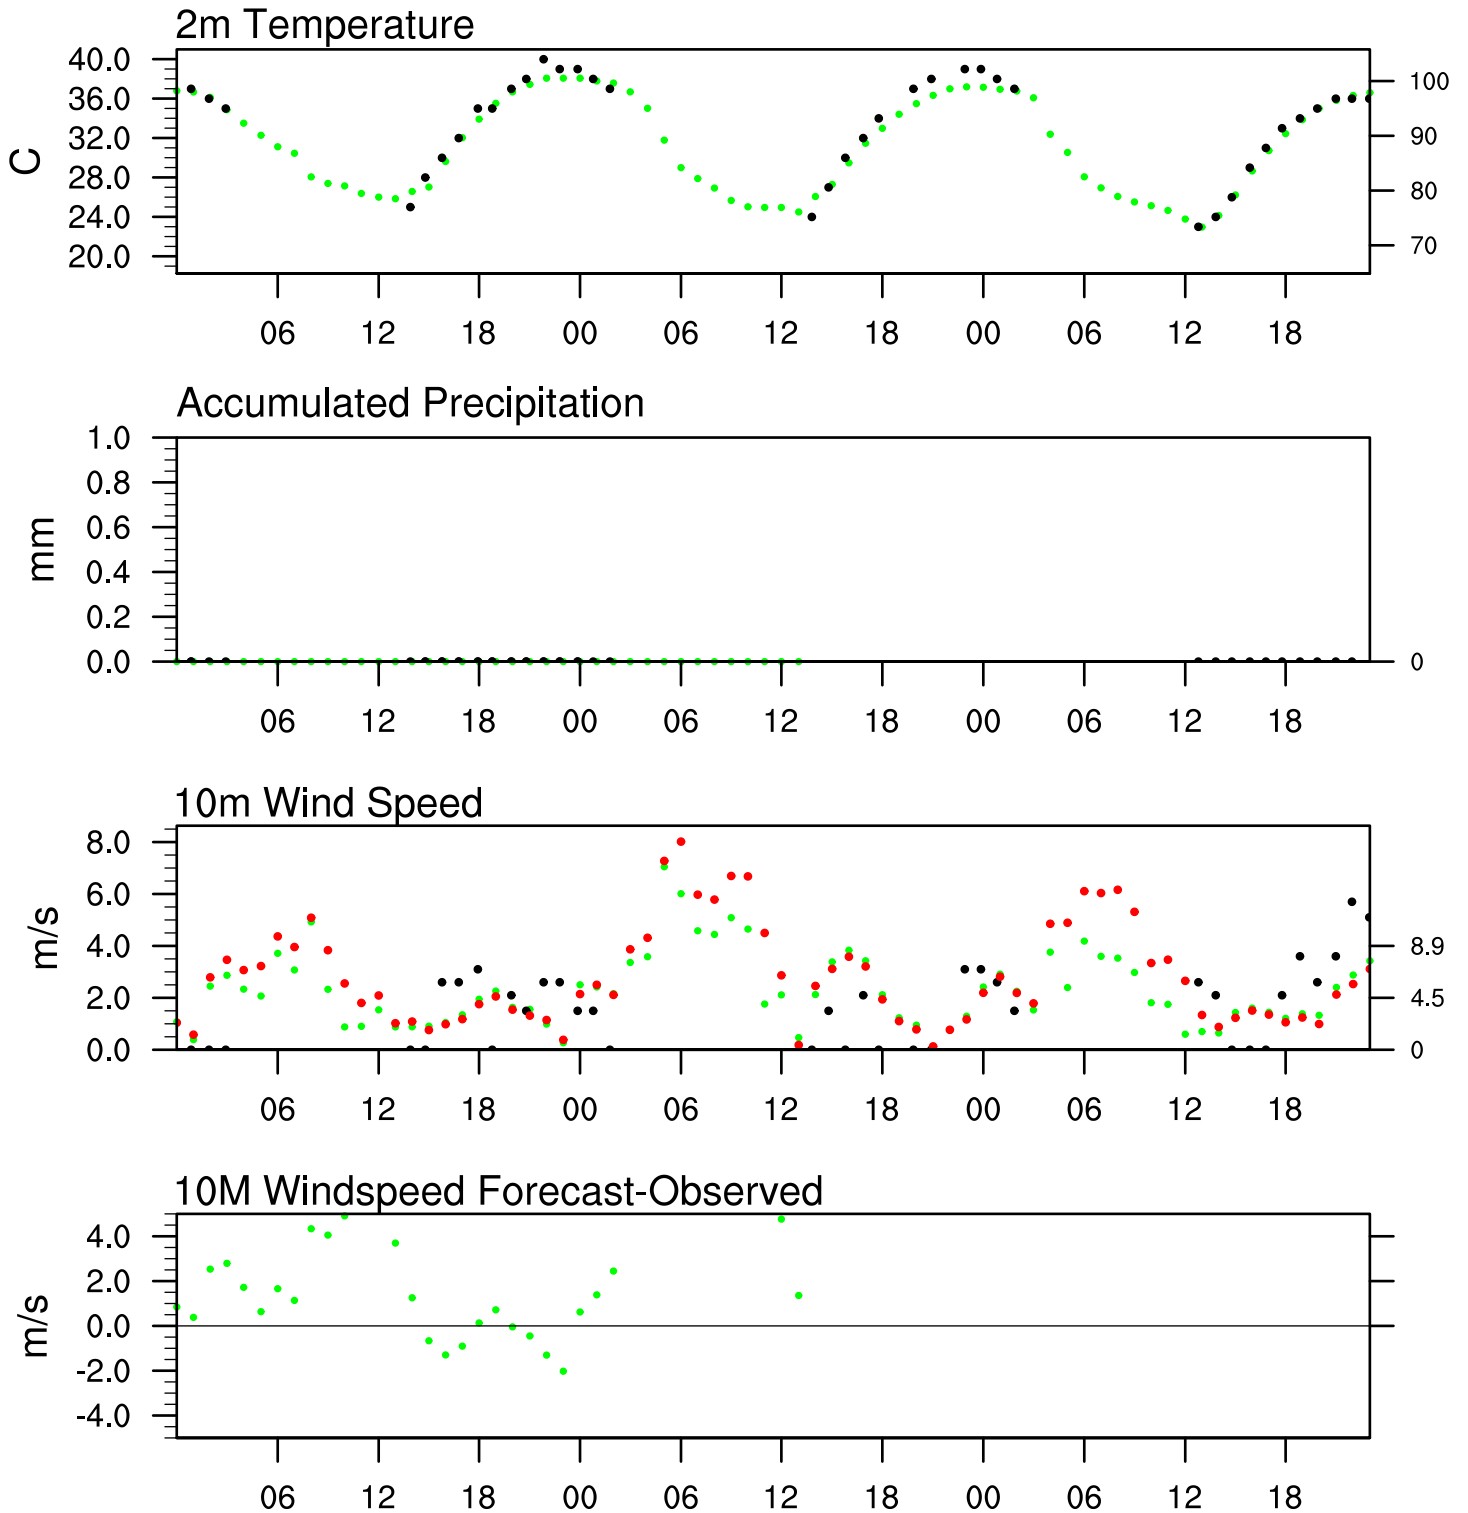 2m Temperature
40.0
36.0
32.0
28.0
24.0
20.0
C
100
90
80
70
06 12 18 00 06 12 18 00 06 12 18
Accumulated Precipitation
1.0
0.8
0.6
0.4
0.2
0.0
mm
0
06 12 18 00 06 12 18 00 06 12 18
10m Wind Speed
8.0
6.0
4.0
2.0
0.0
m/s
8.9
4.5
0
06 12 18 00 06 12 18 00 06 12 18
10M Windspeed Forecast-Observed
4.0
2.0
0.0
-2.0
-4.0
m/s
06 12 18 00 06 12 18 00 06 12 18